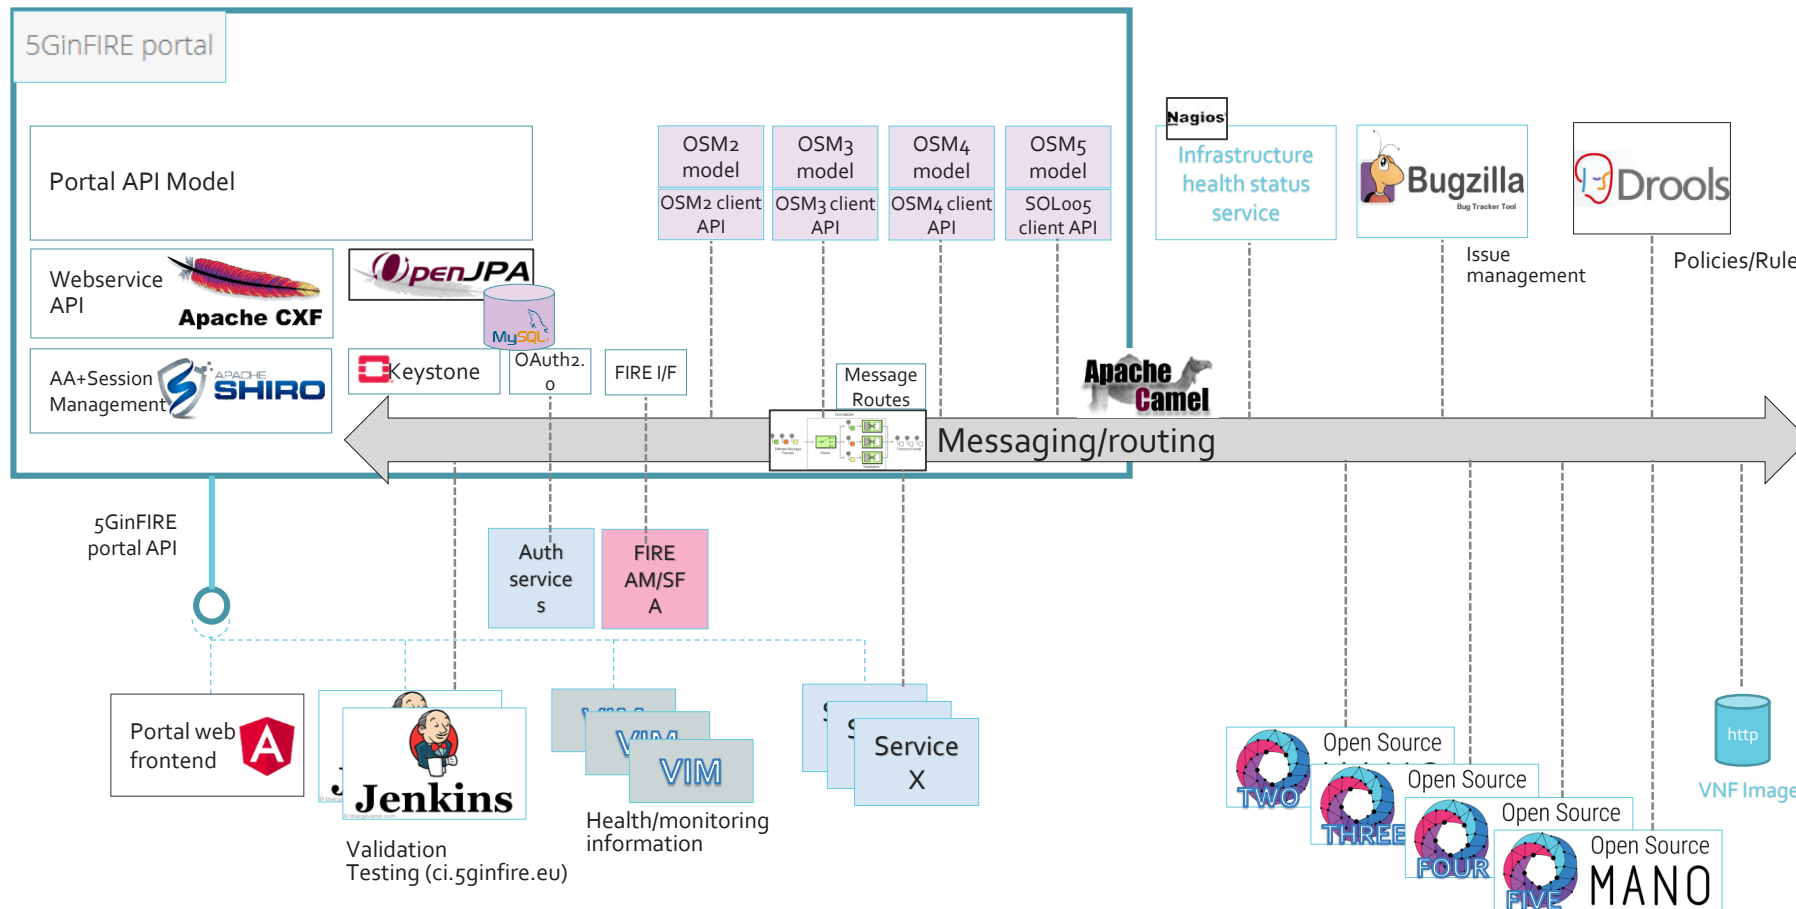 5GinFIRE portal
Portal API Model
OSM2
model
OSM2 client
API
OSM3
model
OSM3 client
API
OSM4
model
OSM4 client
API
OSM5
model
SOL005
client API
Nagios
Infrastructure
health status
service
Bugzilla
Bug Tracker Tool
Issue
management
Drools
Policies/Rule
Webservice
API
Apache CXF
OpenJPA
MySQL
AA+Session
Management
APACHE
SHIRO
Keystone
OAuth2.
0
FIRE I/F
Message
Routes
Apache
Camel
Messaging/routing
5GinFIRE
portal API
Auth
service
s
FIRE
AM/SF
A
Portal web
frontend
Jenkins
Validation
Testing (ci.5ginfire.eu)
VIM
VIM
VIM
Health/monitoring
information
S
S
Service
X
Open Source
TWO
Open Source
THREE
Open Source
FOUR
Open Source
MANO
FIVE
http
VNF Image